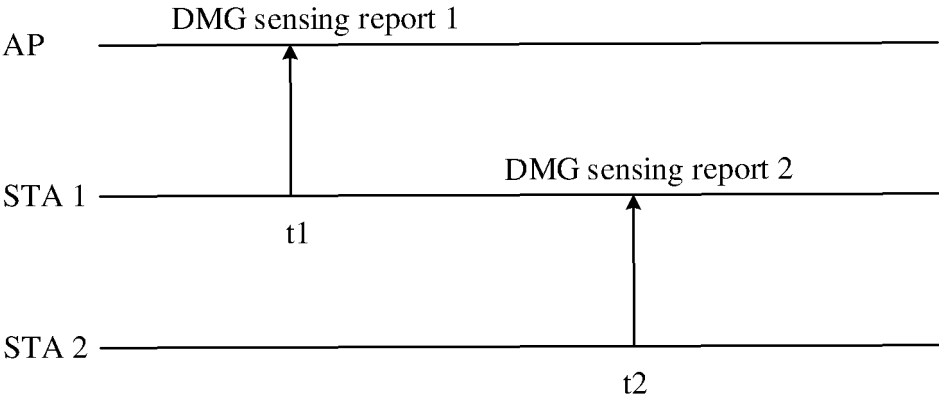 DMG sensing report 1
AP
DMG sensing report 2
STA 1
t1
STA 2
t2